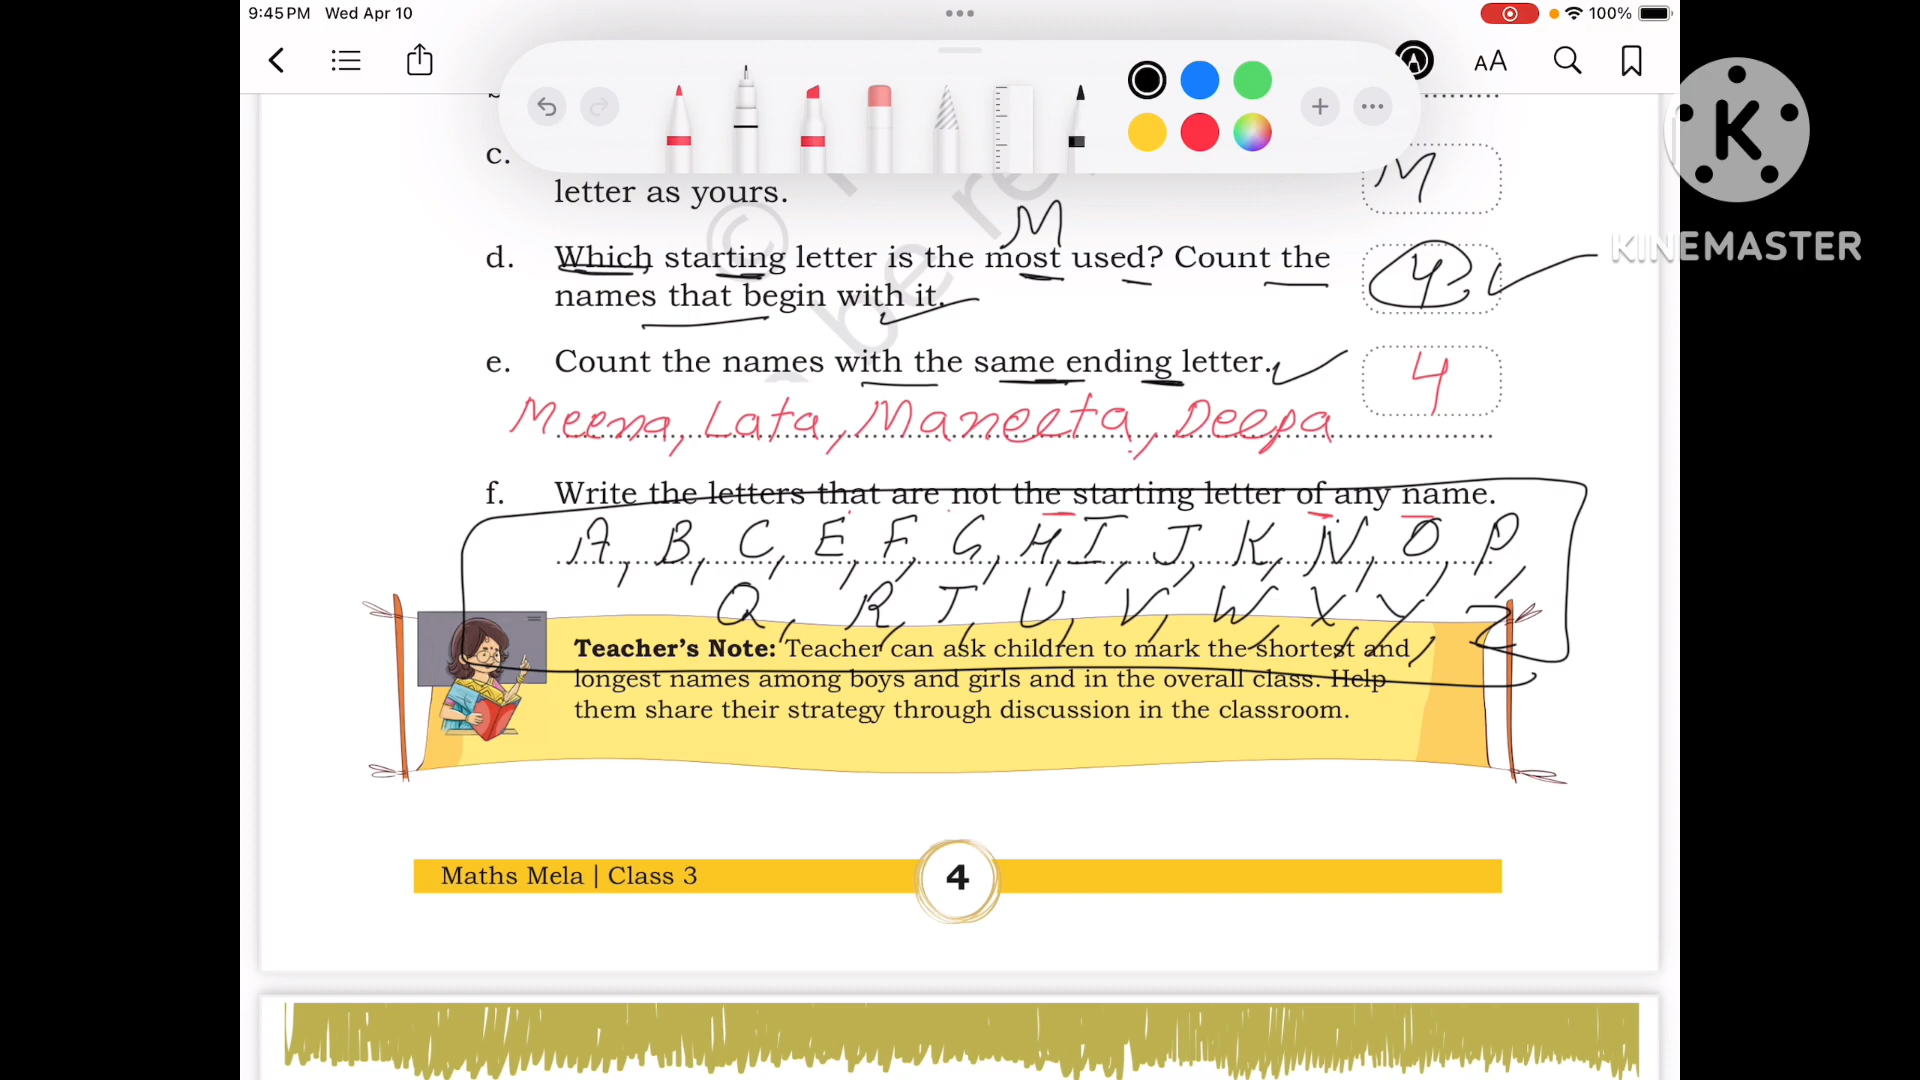 9:45 PM Wed Apr 10 100%
AA
c.
letter as yours.
M
©
be re
M
d. Which starting letter is the most used? Count the
names that begin with it.
4
e. Count the names with the same ending letter.
4
Meena, Lata, Maneeta, Deepa
f. Write the letters that are not the starting letter of any name.
A, B, C, E, F, G, H, I, J, K, N, O, P,
Q, R, T, U, V, W, X, Y, Z
Teacher's Note: Teacher can ask children to mark the shortest and
longest names among boys and girls and in the overall class. Help
them share their strategy through discussion in the classroom.
Maths Mela | Class 3
4
K
KINEMASTER